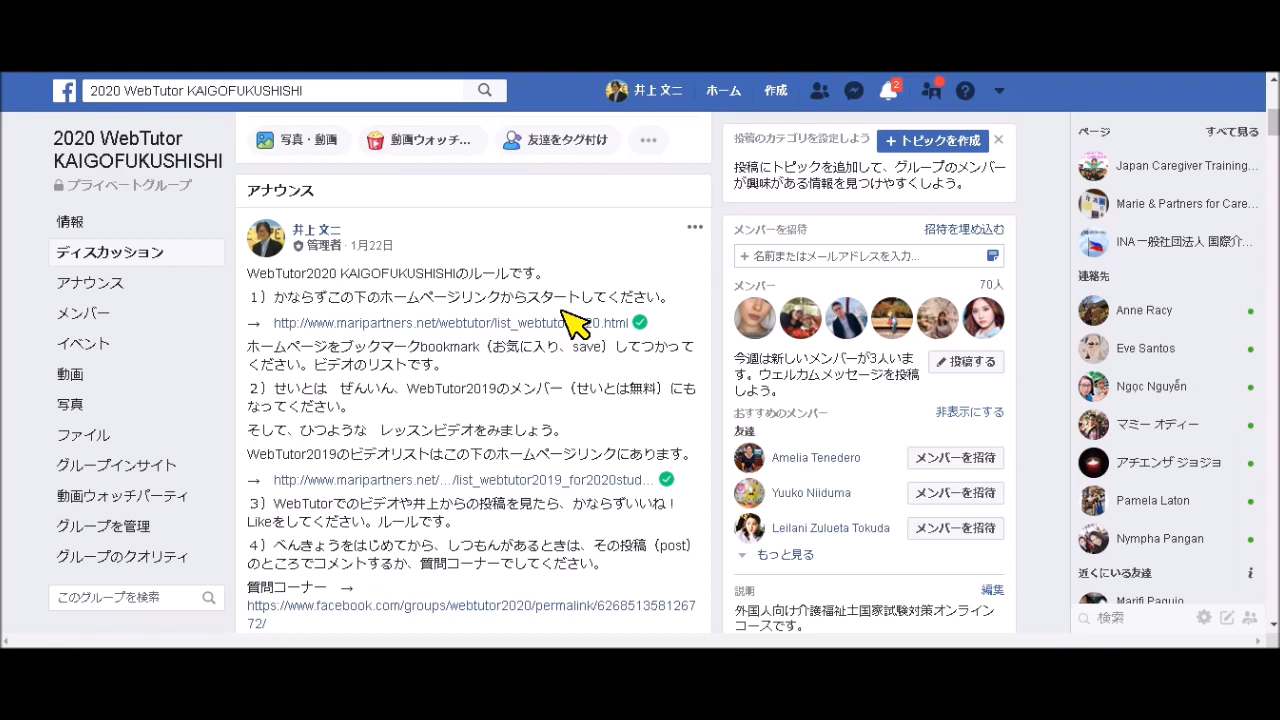 2020 WebTutor KAIGOFUKUSHISHI
井上 文二 ホーム 作成
2
2020 WebTutor
KAIGOFUKUSHISHI
プライベートグループ
情報
ディスカッション
アナウンス
メンバー
イベント
動画
写真
ファイル
グループインサイト
動画ウォッチパーティ
グループを管理
グループのクオリティ
このグループを検索
写真・動画
動画ウォッチ...
友達をタグ付け
アナウンス
井上 文二
管理者 · 1月22日
WebTutor2020 KAIGOFUKUSHISHIのルールです。
１）かならずこの下のホームページリンクからスタートしてください。
→ http://www.maripartners.net/webtutor/list_webtuto 20.html
ホームページをブックマークbookmark（お気に入り、save）してつかって
ください。ビデオのリストです。
２）せいとは　ぜんいん、WebTutor2019のメンバー（せいとは無料）にも
なってください。
そして、ひつような　レッスンビデオをみましょう。
WebTutor2019のビデオリストはこの下のホームページリンクにあります。
→ http://www.maripartners.net/.../list_webtutor2019_for2020stud...
３）WebTutorでのビデオや井上からの投稿を見たら、かならずいいね！
Likeをしてください。ルールです。
４）べんきょうをはじめてから、しつもんがあるときは、その投稿（post）
のところでコメントするか、質問コーナーでしてください。
質問コーナー　→
https://www.facebook.com/groups/webtutor2020/permalink/6268513581267
72/
投稿のカテゴリを設定しよう
＋ トピックを作成
投稿にトピックを追加して、グループのメンバー
が興味がある情報を見つけやすくしよう。
メンバーを招待 招待を埋め込む
＋ 名前またはメールアドレスを入力...
メンバー 70人
今週は新しいメンバーが3人いま
す。ウェルカムメッセージを投稿
しよう。
投稿する
おすすめのメンバー 非表示にする
友達
Amelia Tenedero メンバーを招待
Yuuko Niiduma メンバーを招待
Leilani Zulueta Tokuda メンバーを招待
もっと見る
説明 編集
外国人向け介護福祉士国家試験対策オンライン
コースです。
ページ すべて見る
Japan Caregiver Training...
Marie & Partners for Care...
INA一般社団法人 国際介...
連絡先
Anne Racy
Eve Santos
Ngọc Nguyễn
マミー オディー
アチエンザ ジョジョ
Pamela Laton
Nympha Pangan
近くにいる友達
Marifi Paguio
検索